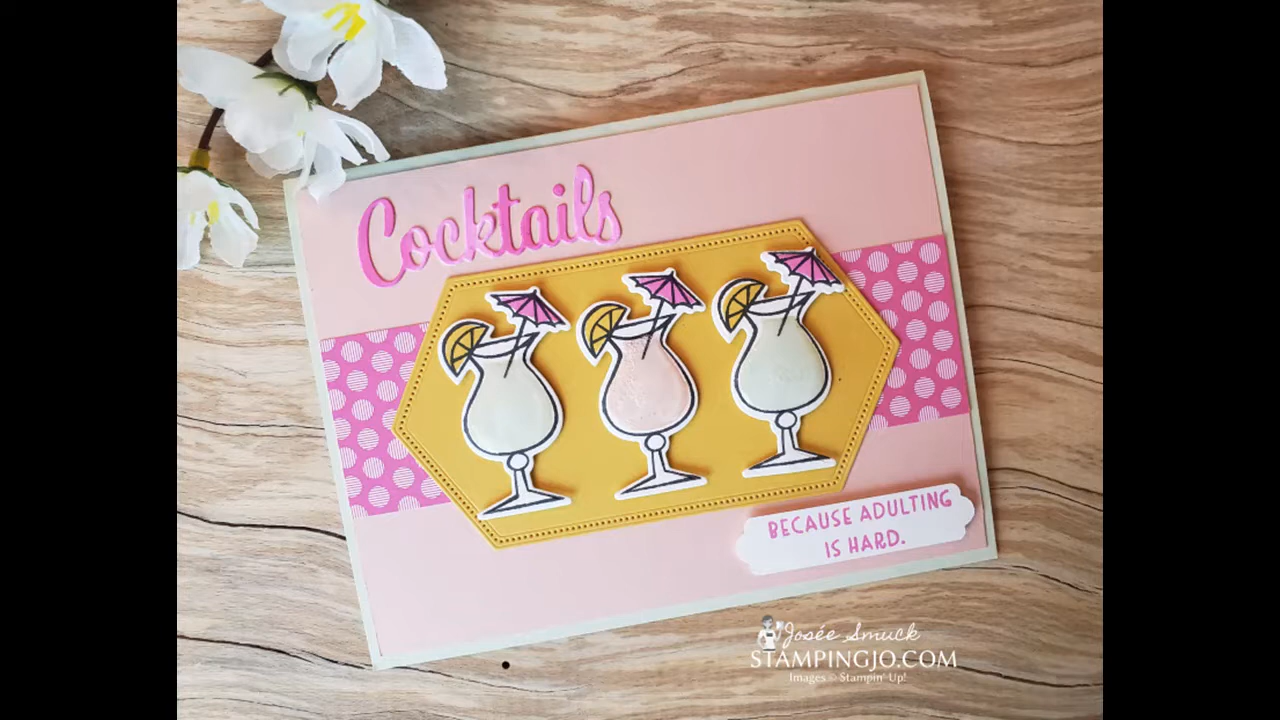 Cocktails
BECAUSE ADULTING
IS HARD.
Josée Smuck
STAMPINGJO.COM
Images © Stampin' Up!